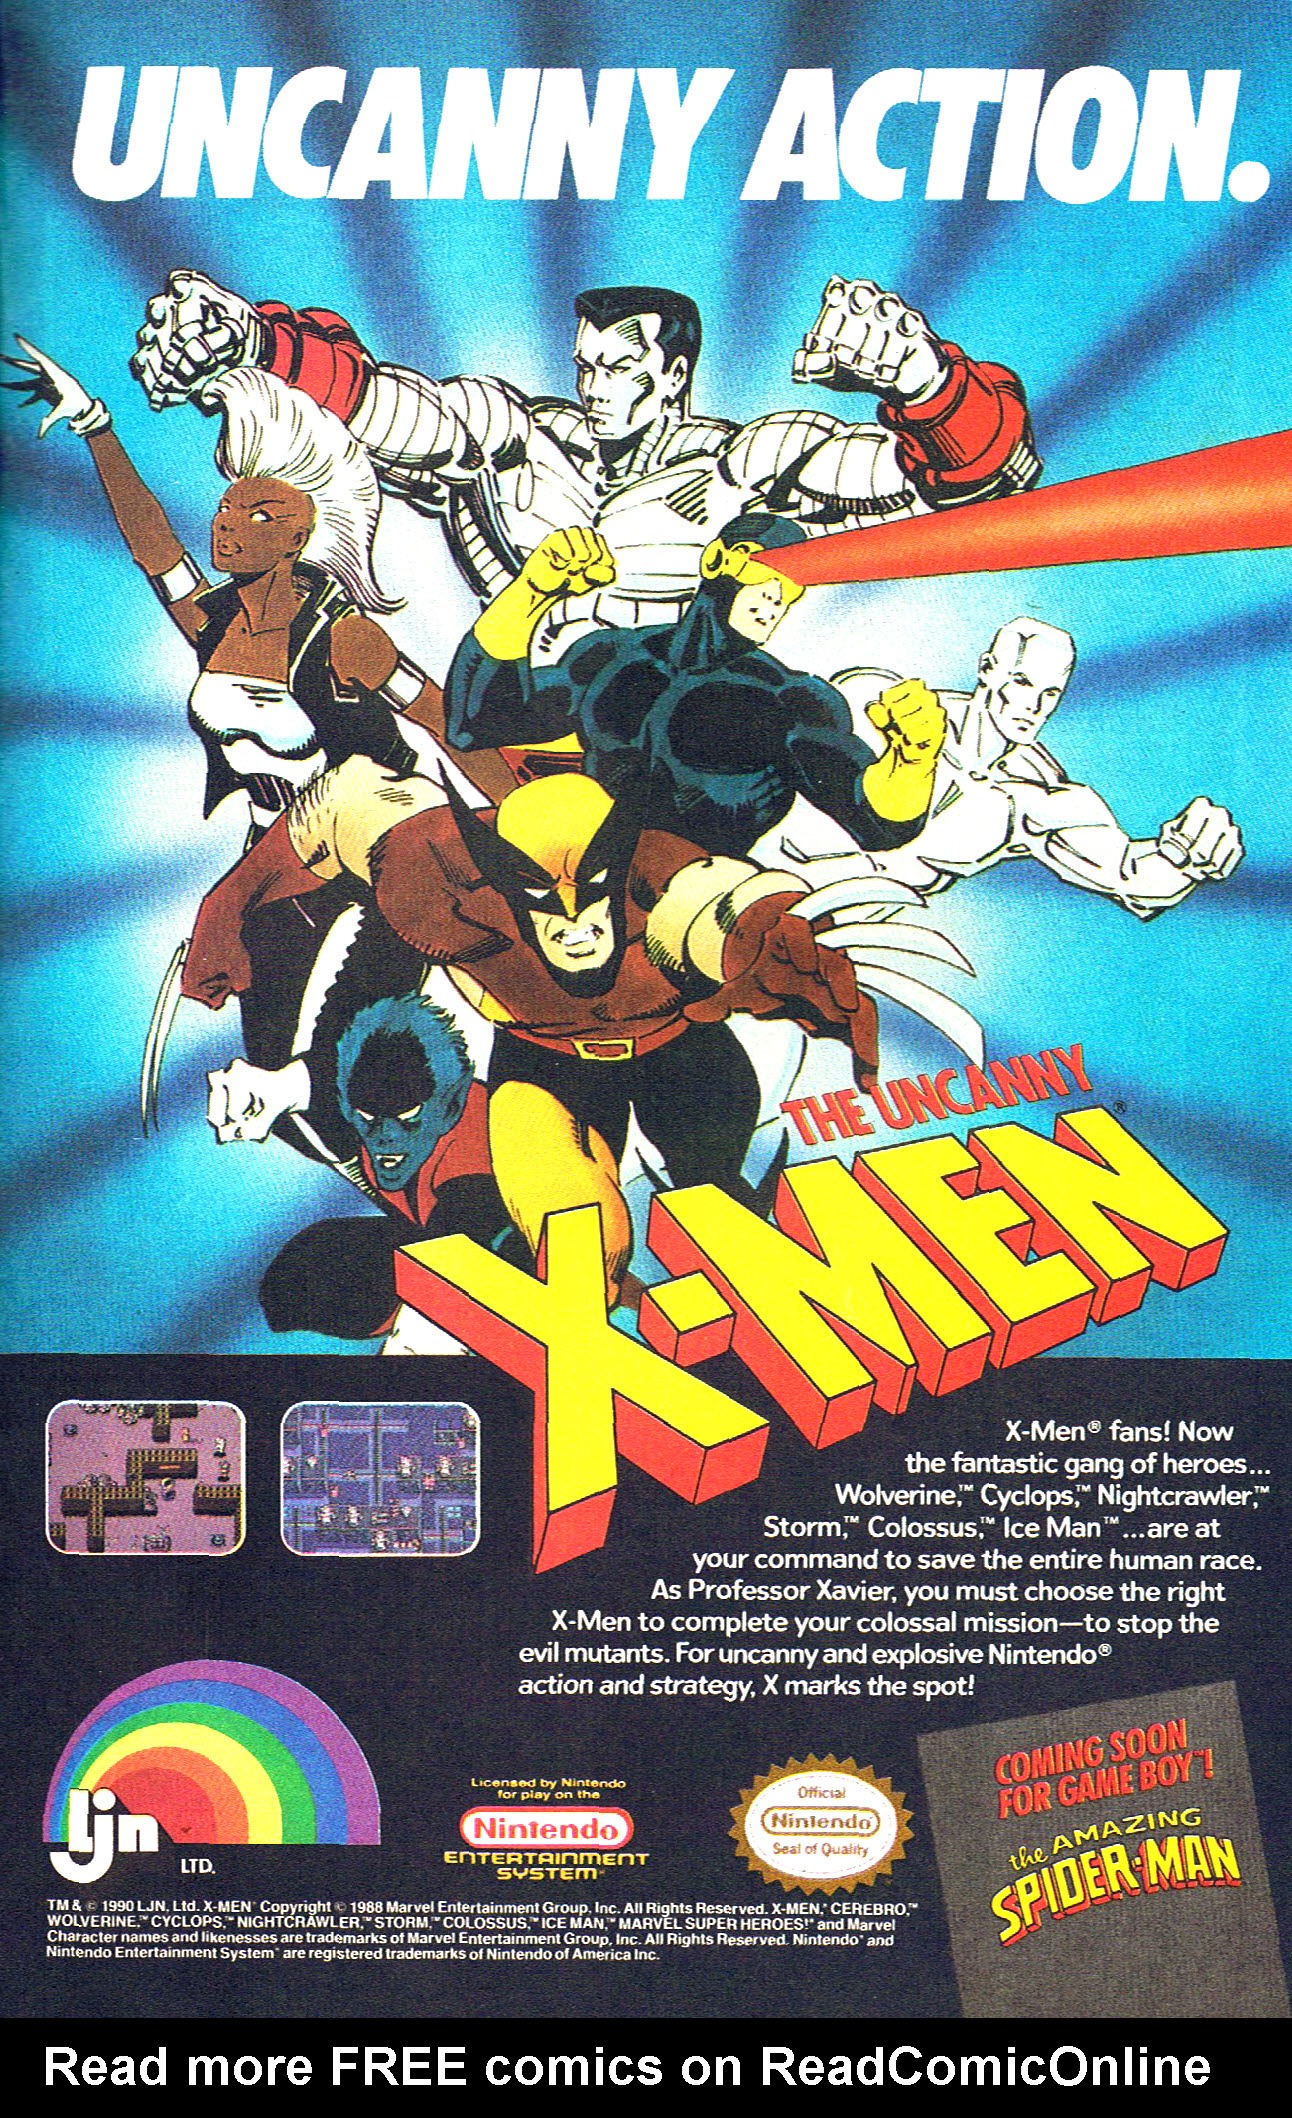 UNCANNY ACTION.
THE UNCANNY
X-MEN®
X-Men® fans! Now
the fantastic gang of heroes...
Wolverine,™ Cyclops,™ Nightcrawler,™
Storm,™ Colossus,™ Ice Man™...are at
your command to save the entire human race.
As Professor Xavier, you must choose the right
X-Men to complete your colossal mission—to stop the
evil mutants. For uncanny and explosive Nintendo®
action and strategy, X marks the spot!
COMING SOON
FOR GAME BOY™!
the AMAZING
SPIDER-MAN
ljn
LTD.
Licensed by Nintendo
for play on the
Nintendo
ENTERTAINMENT
SYSTEM®
Official
Nintendo®
Seal of Quality
TM & © 1990 LJN, Ltd. X-MEN® Copyright © 1988 Marvel Entertainment Group, Inc. All Rights Reserved. X-MEN,® CEREBRO,™
WOLVERINE,™ CYCLOPS,™ NIGHTCRAWLER,™ STORM,™ COLOSSUS,™ ICE MAN,™ MARVEL SUPER HEROES!® and Marvel
Character names and likenesses are trademarks of Marvel Entertainment Group, Inc. All Rights Reserved. Nintendo® and
Nintendo Entertainment System® are registered trademarks of Nintendo of America Inc.
Read more FREE comics on ReadComicOnline